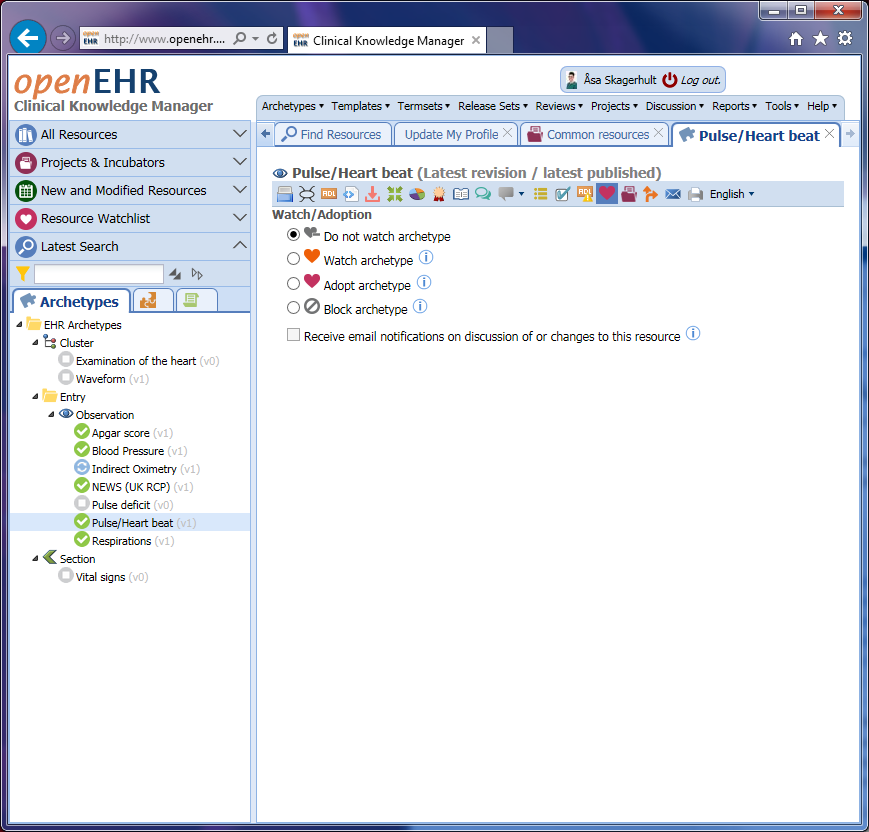 http://www.openehr....
Clinical Knowledge Manager
openEHR
Clinical Knowledge Manager
Åsa Skagerhult Log out.
Archetypes Templates Termsets Release Sets Reviews Projects Discussion Reports Tools Help
All Resources
Projects & Incubators
New and Modified Resources
Resource Watchlist
Latest Search
Find Resources Update My Profile Common resources Pulse/Heart beat
Pulse/Heart beat (Latest revision / latest published)
ADL ADL English
Watch/Adoption
Do not watch archetype
Watch archetype
Adopt archetype
Block archetype
Receive email notifications on discussion of or changes to this resource
Archetypes
EHR Archetypes
Cluster
Examination of the heart (v0)
Waveform (v1)
Entry
Observation
Apgar score (v1)
Blood Pressure (v1)
Indirect Oximetry (v1)
NEWS (UK RCP) (v1)
Pulse deficit (v0)
Pulse/Heart beat (v1)
Respirations (v1)
Section
Vital signs (v0)